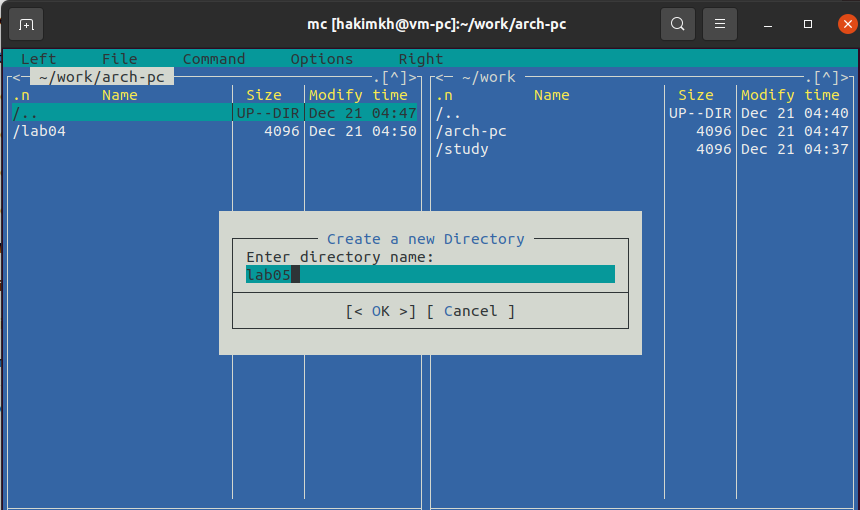 mc [hakimkh@vm-pc]:~/work/arch-pc
Left File Command Options Right
<─ ~/work/arch-pc ─.[^]>
<─ ~/work ─.[^]>
.n Name Size Modify time
.n Name Size Modify time
/.. UP--DIR Dec 21 04:47
/.. UP--DIR Dec 21 04:40
/lab04 4096 Dec 21 04:50
/arch-pc 4096 Dec 21 04:47
/study 4096 Dec 21 04:37
Create a new Directory
Enter directory name:
lab05
[< OK >] [ Cancel ]